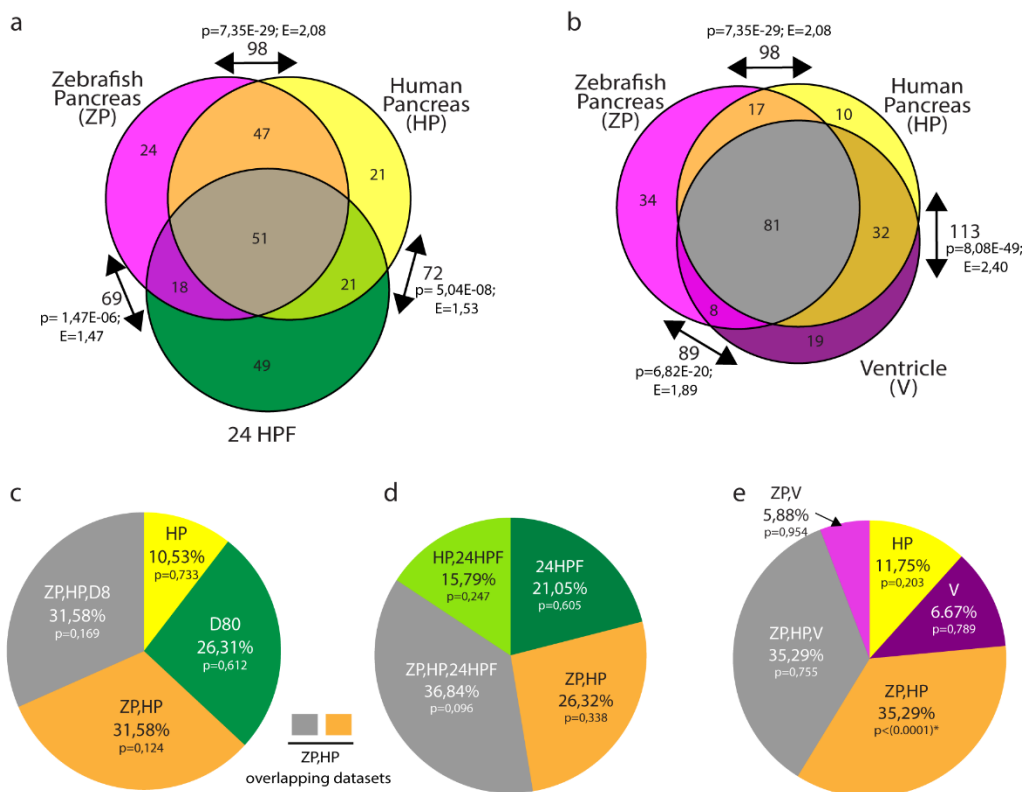 a
p=7,35E-29; E=2,08
98
Zebrafish
Pancreas
(ZP)
Human
Pancreas
(HP)
47
24
21
51
18
21
69
p= 1,47E-06;
E=1,47
72
p= 5,04E-08;
E=1,53
49
24 HPF
b
p=7,35E-29; E=2,08
98
Zebrafish
Pancreas
(ZP)
Human
Pancreas
(HP)
17
10
34
81
32
113
p=8,08E-49;
E=2,40
8
19
89
p=6,82E-20;
E=1,89
Ventricle
(V)
c
HP
10,53%
p=0,733
ZP,HP,D8
31,58%
p=0,169
D80
26,31%
p=0,612
ZP,HP
31,58%
p=0,124
ZP,HP
overlapping datasets
d
HP,24HPF
15,79%
p=0,247
24HPF
21,05%
p=0,605
ZP,HP,24HPF
36,84%
p=0,096
ZP,HP
26,32%
p=0,338
e
ZP,V
5,88%
p=0,954
HP
11,75%
p=0,203
V
6.67%
p=0,789
ZP,HP,V
35,29%
p=0,755
ZP,HP
35,29%
p<(0.0001)*